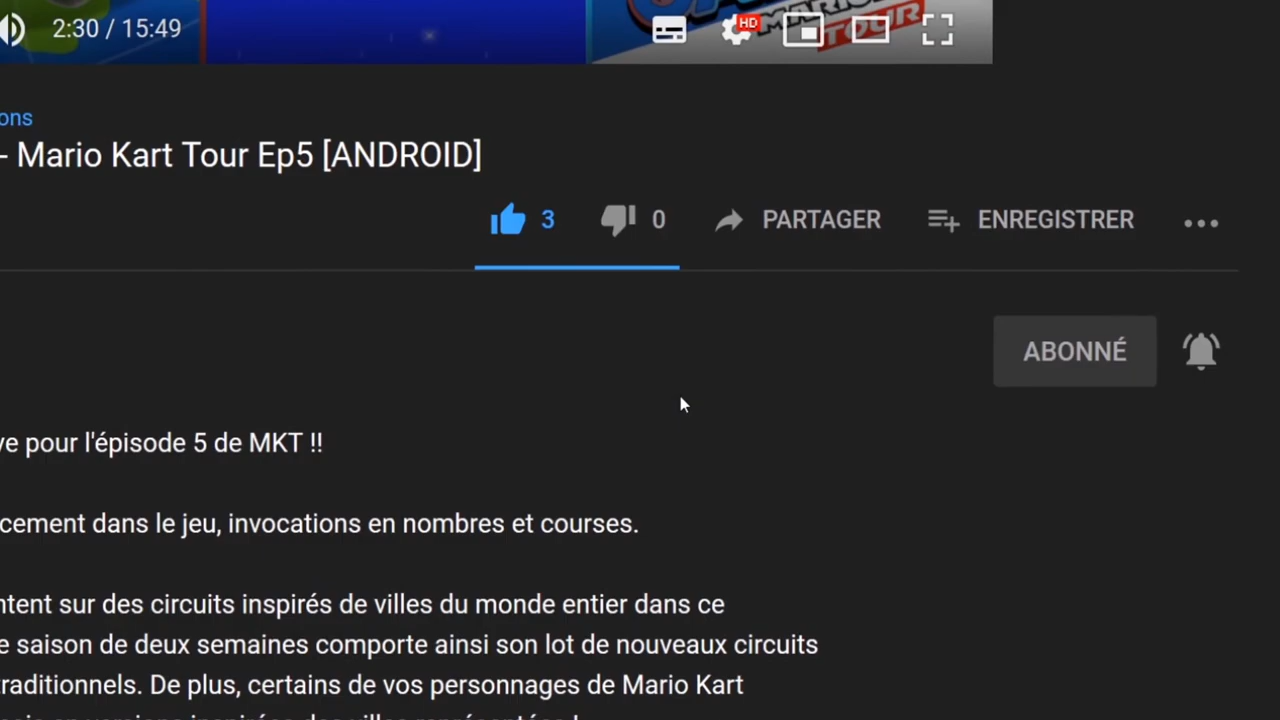 2:30 / 15:49
HD
MARIO
TOUR
ons
- Mario Kart Tour Ep5 [ANDROID]
3 0 PARTAGER ENREGISTRER
ABONNÉ
ve pour l'épisode 5 de MKT !!
cement dans le jeu, invocations en nombres et courses.
ntent sur des circuits inspirés de villes du monde entier dans ce
e saison de deux semaines comporte ainsi son lot de nouveaux circuits
traditionnels. De plus, certains de vos personnages de Mario Kart